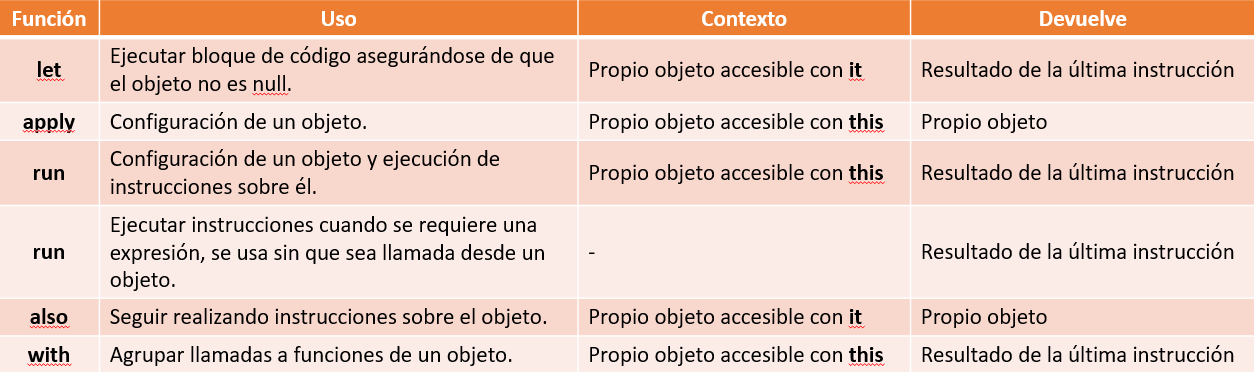 Función Uso Contexto Devuelve
let Ejecutar bloque de código asegurándose de que
el objeto no es null. Propio objeto accesible con it Resultado de la última instrucción
apply Configuración de un objeto. Propio objeto accesible con this Propio objeto
run Configuración de un objeto y ejecución de
instrucciones sobre él. Propio objeto accesible con this Resultado de la última instrucción
run Ejecutar instrucciones cuando se requiere una
expresión, se usa sin que sea llamada desde un
objeto. - Resultado de la última instrucción
also Seguir realizando instrucciones sobre el objeto. Propio objeto accesible con it Propio objeto
with Agrupar llamadas a funciones de un objeto. Propio objeto accesible con this Resultado de la última instrucción